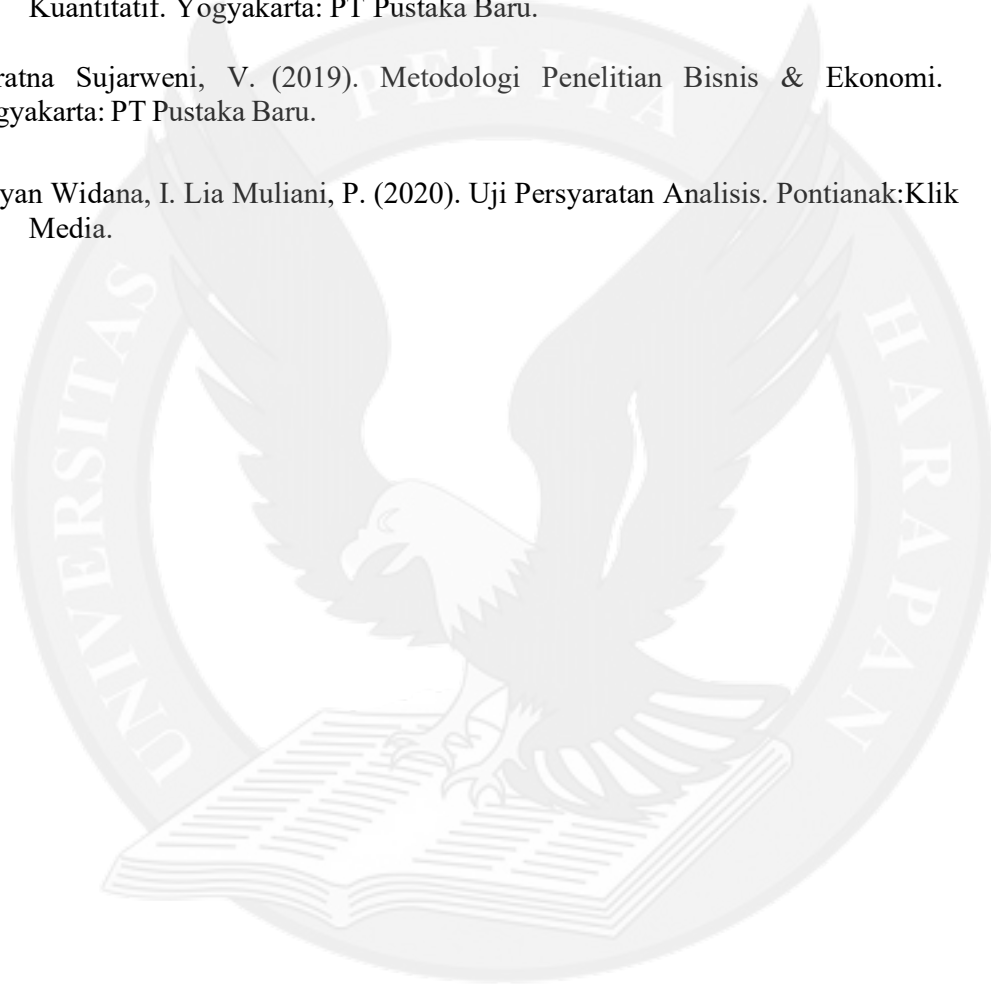 Kuantitatif. Yogyakarta: PT Pustaka Baru.
ratna Sujarweni, V. (2019). Metodologi Penelitian Bisnis & Ekonomi.
gyakarta: PT Pustaka Baru.
yan Widana, I. Lia Muliani, P. (2020). Uji Persyaratan Analisis. Pontianak:Klik
Media.
UNIVERSITAS PELITA HARAPAN